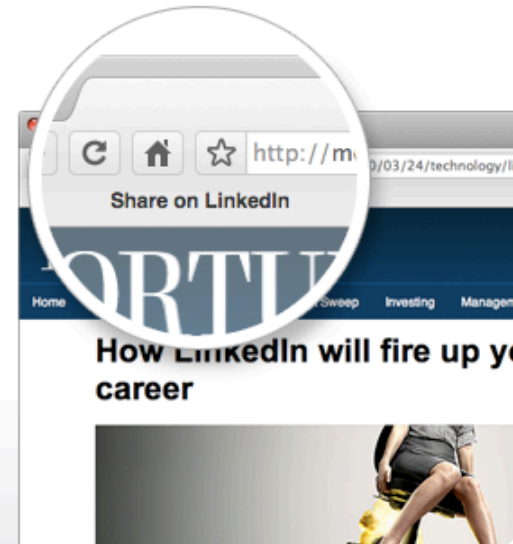 http://m
0/03/24/technology/li
Share on LinkedIn
ORTU
Home
Sweep
Investing
Managem
How LinkedIn will fire up yo
career